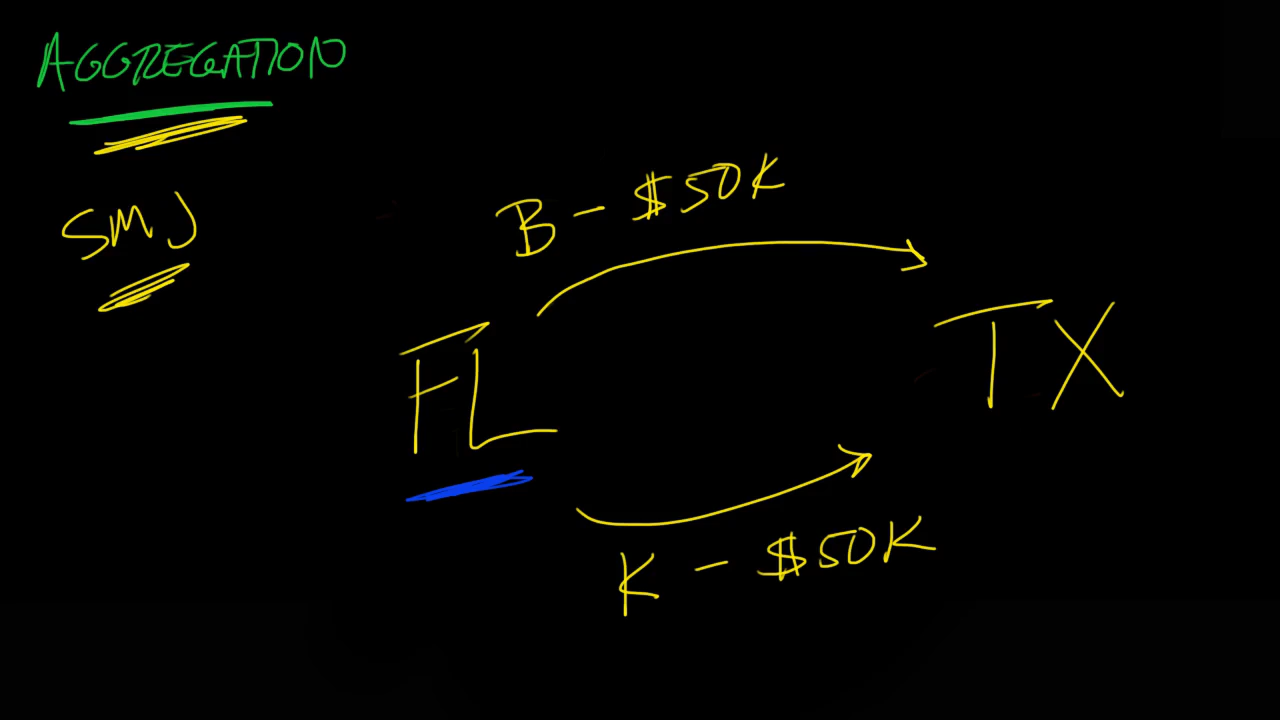 AGGREGATION
SMJ
B - $50K
FL
TX
K - $50K